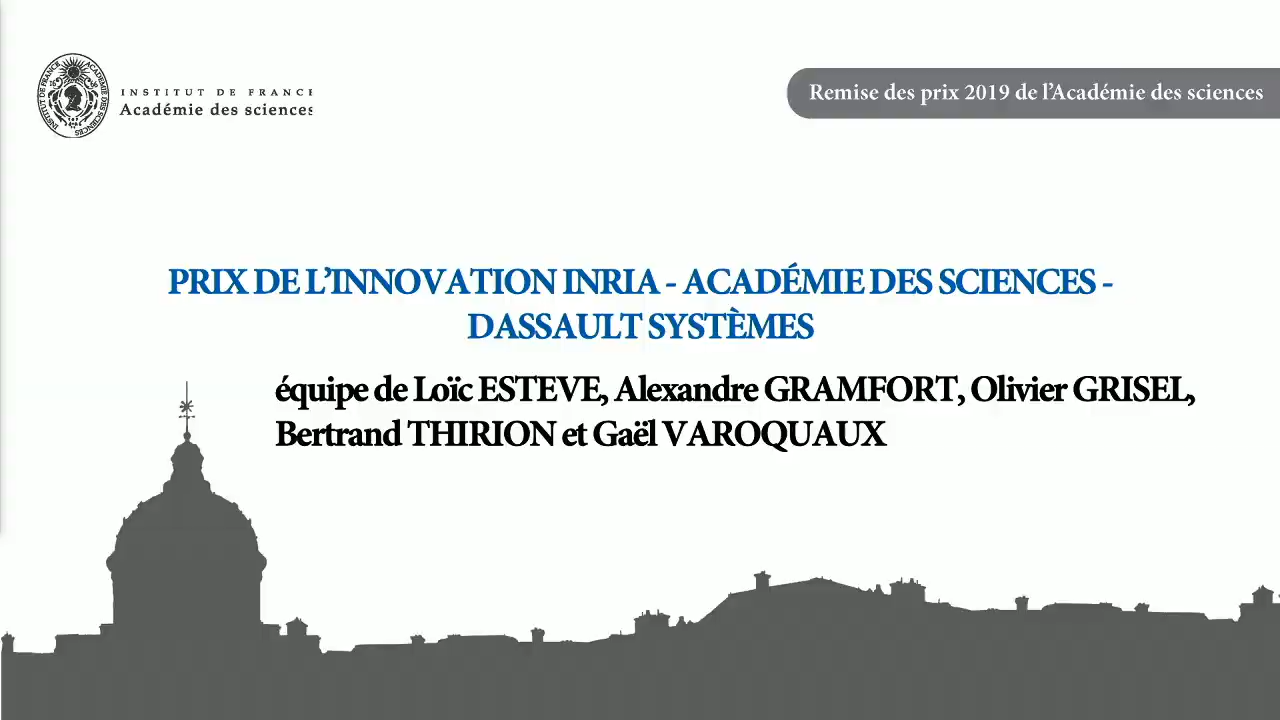 INSTITUT DE FRANCE
Académie des sciences
Remise des prix 2019 de l'Académie des sciences
PRIX DE L'INNOVATION INRIA - ACADÉMIE DES SCIENCES -
DASSAULT SYSTÈMES
équipe de Loïc ESTEVE, Alexandre GRAMFORT, Olivier GRISEL,
Bertrand THIRION et Gaël VAROQUAUX